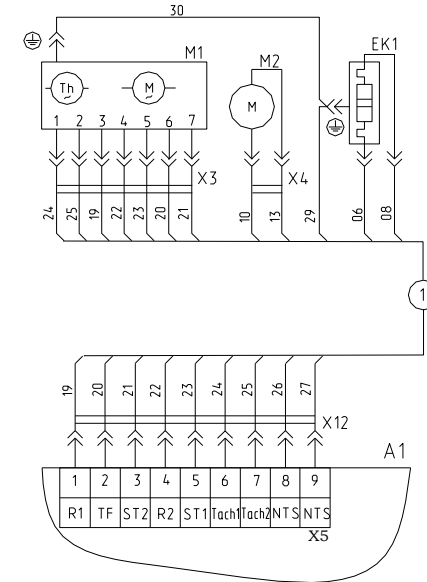 30
M1
M2
EK1
Th
M
M
1 2 3 4 5 6 7
X3
X4
24 25 19 22 23 20 21 10 13 29 06 08
1
19 20 21 22 23 24 25 26 27
X12
A1
1 2 3 4 5 6 7 8 9
R1 TF ST2 R2 ST1 Tach1 Tach2 NTS NTS
X5